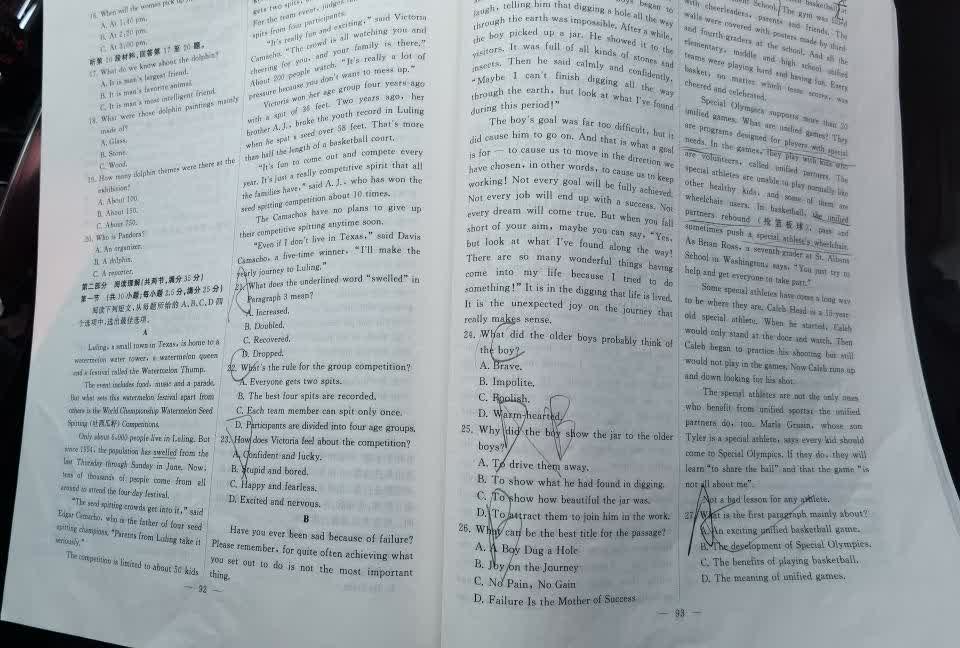 16. When will the woman pick up
A. At 1:40 pm.
B. At 2:20 pm.
C. At 3:00 pm.
听第 10 段材料,回答第 17 至 20 题。
17. What do we know about the dolphin?
A. It is man's largest friend.
B. It is man's favorite animal.
C. It is man's most intelligent friend.
18. What were those dolphin paintings mainly
made of?
A. Glass.
B. Stone.
C. Wood.
19. How many dolphin themes were there at the
exhibition?
A. About 100.
B. About 150.
C. About 250.
20. Who is Pandora?
A. An organizer.
B. A dolphin.
C. A reporter.
第二部分 阅读理解(共两节,满分 35 分)
第一节 (共 10 小题;每小题 2.5 分,满分 25 分)
阅读下列短文,从每题所给的 A、B、C、D 四
个选项中,选出最佳选项。
A
Luling, a small town in Texas, is home to a
watermelon water tower, a watermelon queen
and a festival called the Watermelon Thump.
The event includes food, music and a parade.
But what sets this watermelon festival apart from
others is the World Championship Watermelon Seed
Spitting (吐西瓜籽) Competitions.
Only about 5,000 people live in Luling. But
since 1954, the population has swelled from the
last Thursday through Sunday in June. Now,
tens of thousands of people come from all
around to attend the four-day festival.
"The seed spitting crowds get into it," said
Edgar Camacho, who is the father of four seed
spitting champions. "Parents from Luling take it
seriously."
The competition is limited to about 50 kids
— 92 —
gets two spits,
For the team event, judges
spits from four participants.
"It's really fun and exciting," said Victoria
Camacho. "The crowd is all watching you and
cheering for you, and your family is there."
About 200 people watch. "It's really a lot of
pressure because you don't want to mess up."
Victoria won her age group four years ago
with a spit of 36 feet. Two years ago, her
brother A.J., broke the youth record in Luling
when he spit a seed over 58 feet. That's more
than half the length of a basketball court.
"It's fun to come out and compete every
year. It's just a really competitive spirit that all
the families have," said A.J., who has won the
seed spitting competition about 10 times.
The Camachos have no plans to give up
their competitive spitting anytime soon.
"Even if I don't live in Texas," said Davis
Camacho, a five-time winner, "I'll make the
yearly journey to Luling."
21. What does the underlined word "swelled" in
Paragraph 3 mean?
A. Increased.
B. Doubled.
C. Recovered.
D. Dropped.
22. What's the rule for the group competition?
A. Everyone gets two spits.
B. The best four spits are recorded.
C. Each team member can spit only once.
D. Participants are divided into four age groups.
23. How does Victoria feel about the competition?
A. Confident and lucky.
B. Stupid and bored.
C. Happy and fearless.
D. Excited and nervous.
B
Have you ever been sad because of failure?
Please remember, for quite often achieving what
you set out to do is not the most important
thing.
boys began to
laugh, telling him that digging a hole all the way
through the earth was impossible. After a while,
the boy picked up a jar. He showed it to the
visitors. It was full of all kinds of stones and
insects. Then he said calmly and confidently,
"Maybe I can't finish digging all the way
through the earth, but look at what I've found
during this period!"
The boy's goal was far too difficult, but it
did cause him to go on. And that is what a goal
is for — to cause us to move in the direction we
have chosen, in other words, to cause us to keep
working! Not every goal will be fully achieved.
Not every job will end up with a success. Not
every dream will come true. But when you fall
short of your aim, maybe you can say, "Yes,
but look at what I've found along the way!
There are so many wonderful things having
come into my life because I tried to do
something!" It is in the digging that life is lived.
It is the unexpected joy on the journey that
really makes sense.
24. What did the older boys probably think of
the boy?
A. Brave.
B. Impolite.
C. Foolish.
D. Warm-hearted.
25. Why did the boy show the jar to the older
boys?
A. To drive them away.
B. To show what he had found in digging.
C. To show how beautiful the jar was.
D. To attract them to join him in the work.
26. What can be the best title for the passage?
A. A Boy Dug a Hole
B. Joy on the Journey
C. No Pain, No Gain
D. Failure Is the Mother of Success
— 93 —
School. The gym was filled
with cheerleaders, parents and friends. The
walls were covered with posters made by third
and fourth-graders at the school. And all the
elementary, middle and high school unified
teams were playing hard and having fun. Every
basket, no matter which team scores, was
cheered and celebrated.
Special Olympics supports more than 20
unified games. What are unified games? They
are programs designed for players with special
needs. In the games, they play with kids who
are volunteers, called unified partners. The
special athletes are unable to play normally like
other healthy kids, and some of them are
wheelchair users. In basketball, the unified
partners rebound (抢篮板球), pass and
sometimes push a special athlete's wheelchair.
As Brian Ross, a seventh-grader at St. Albans
School in Washington, says, "You just try to
help and get everyone to take part."
Some special athletes have come a long way
to be where they are. Caleb Head is a 13-year-
old special athlete. When he started, Caleb
would only stand at the door and watch. Then
Caleb began to practice his shooting but still
would not play in the games. Now Caleb runs up
and down looking for his shot.
The special athletes are not the only ones
who benefit from unified sports; the unified
partners do, too. Maria Grauin, whose son
Tyler is a special athlete, says every kid should
come to Special Olympics. If they do, they will
learn "to share the ball" and that the game "is
not all about me".
Not a bad lesson for any athlete.
27. What is the first paragraph mainly about?
A. An exciting unified basketball game.
B. The development of Special Olympics.
C. The benefits of playing basketball.
D. The meaning of unified games.